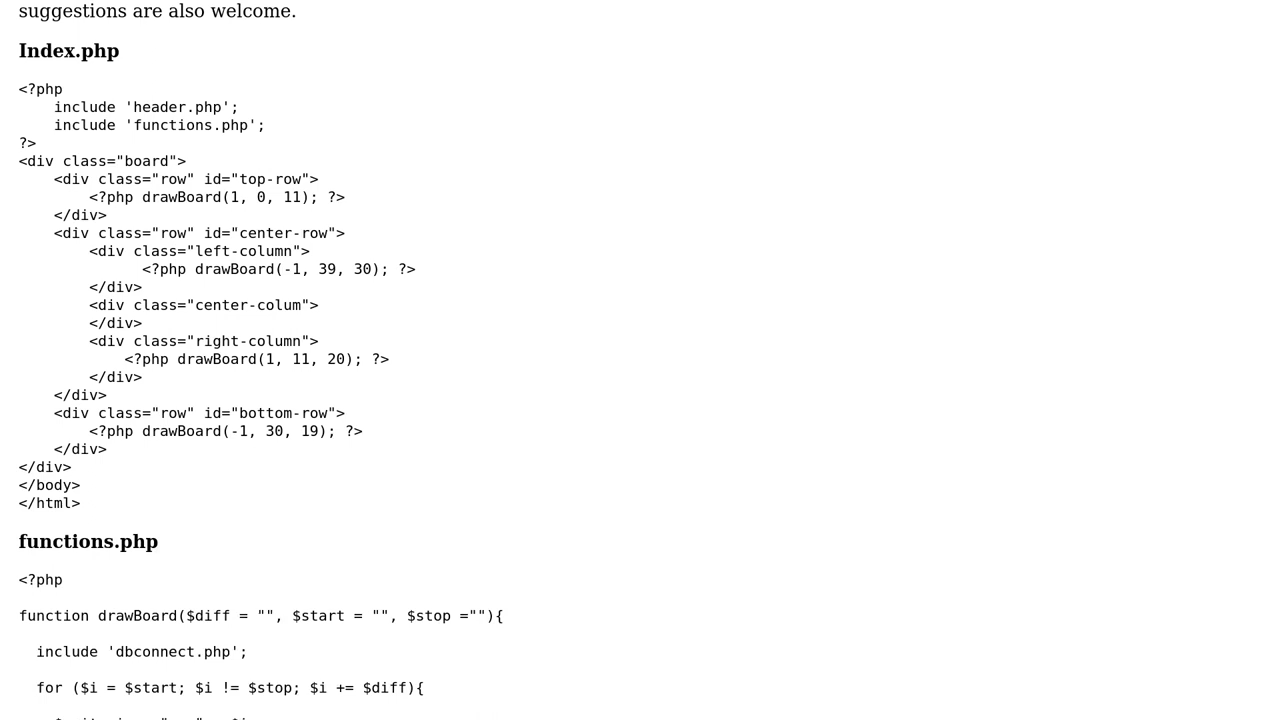 suggestions are also welcome.
Index.php
<?php
    include 'header.php';
    include 'functions.php';
?>
<div class="board">
    <div class="row" id="top-row">
        <?php drawBoard(1, 0, 11); ?>
    </div>
    <div class="row" id="center-row">
        <div class="left-column">
              <?php drawBoard(-1, 39, 30); ?>
        </div>
        <div class="center-colum">
        </div>
        <div class="right-column">
            <?php drawBoard(1, 11, 20); ?>
        </div>
    </div>
    <div class="row" id="bottom-row">
        <?php drawBoard(-1, 30, 19); ?>
    </div>
</div>
</body>
</html>
functions.php
<?php
function drawBoard($diff = "", $start = "", $stop =""){
  include 'dbconnect.php';
  for ($i = $start; $i != $stop; $i += $diff){